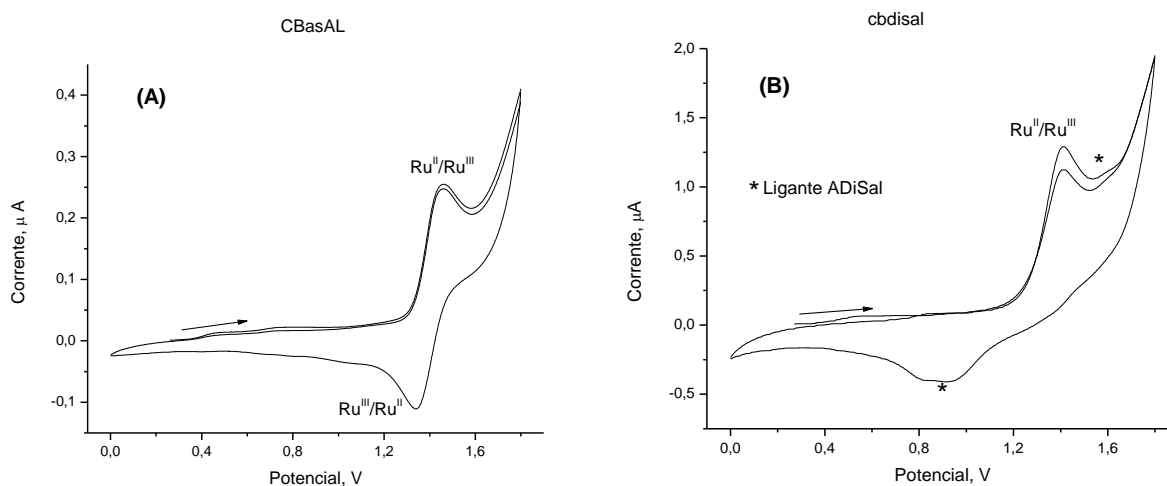 CBasAL
(A)
Ru^II/Ru^III
Ru^III/Ru^II
Corrente, μ A
0,4
0,3
0,2
0,1
0,0
-0,1
0,0 0,4 0,8 1,2 1,6
Potencial, V
cbdisal
(B)
Ru^II/Ru^III
*
* Ligante ADiSal
*
Corrente, μA
2,0
1,5
1,0
0,5
0,0
-0,5
0,0 0,4 0,8 1,2 1,6
Potencial, V